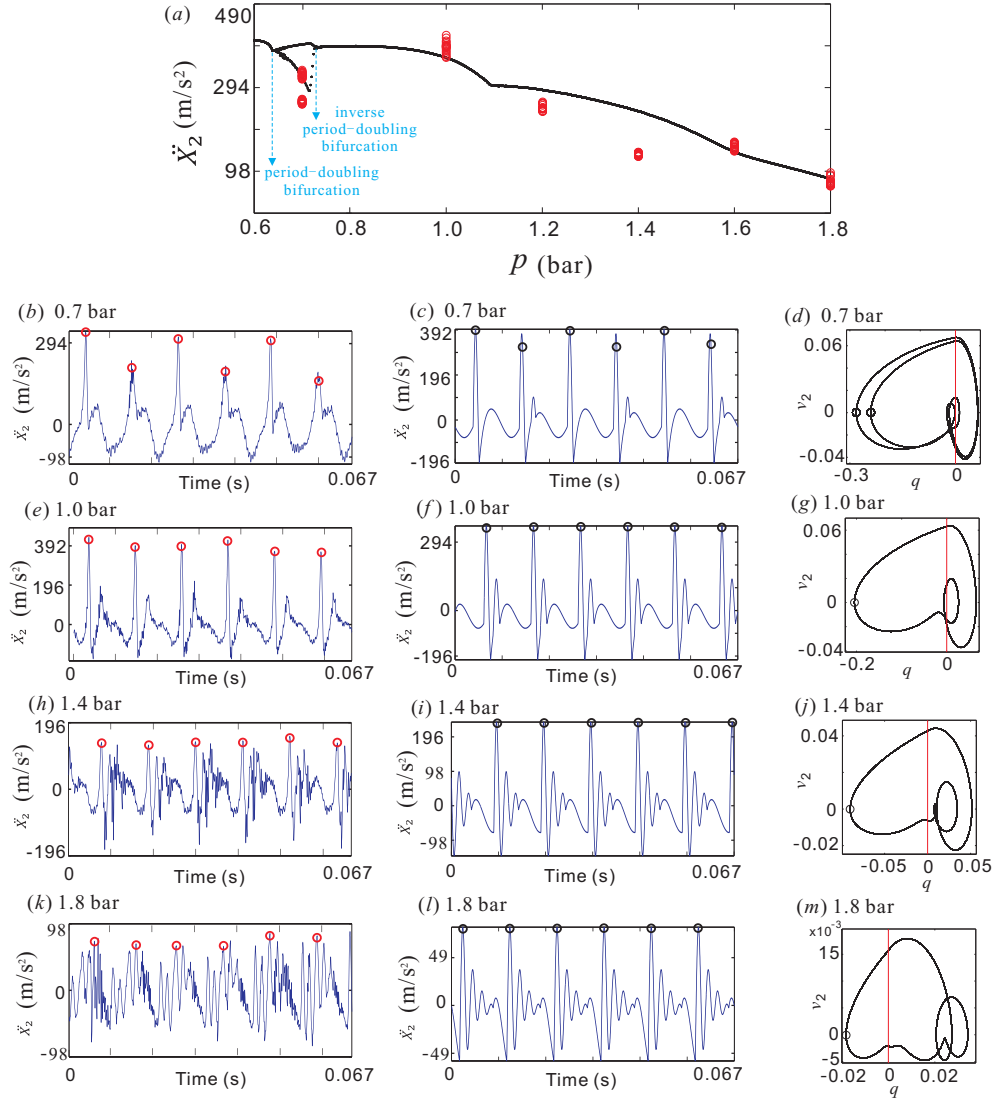 (a)
490
294
98
Ẍ2 (m/s²)
inverse
period−doubling
bifurcation
period−doubling
bifurcation
0.6 0.8 1.0 1.2 1.4 1.6 1.8
p (bar)
(b) 0.7 bar
294
0
-98
ẍ2 (m/s²)
0 Time (s) 0.067
(c) 0.7 bar
392
196
0
-196
ẍ2 (m/s²)
0 Time (s) 0.067
(d) 0.7 bar
0.06
0
-0.04
v2
-0.3 0
q
(e) 1.0 bar
392
196
0
ẍ2 (m/s²)
0 Time (s) 0.067
(f) 1.0 bar
294
0
-196
ẍ2 (m/s²)
0 Time (s) 0.067
(g) 1.0 bar
0.06
0
-0.04
v2
-0.2 0
q
(h) 1.4 bar
196
0
-196
ẍ2 (m/s²)
0 Time (s) 0.067
(i) 1.4 bar
196
98
0
-98
ẍ2 (m/s²)
0 Time (s) 0.067
(j) 1.4 bar
0.04
0
-0.02
v2
-0.05 0 0.05
q
(k) 1.8 bar
98
0
-98
ẍ2 (m/s²)
0 Time (s) 0.067
(l) 1.8 bar
49
0
-49
ẍ2 (m/s²)
0 Time (s) 0.067
(m) 1.8 bar
x10⁻³
15
0
-5
v2
-0.02 0 0.02
q